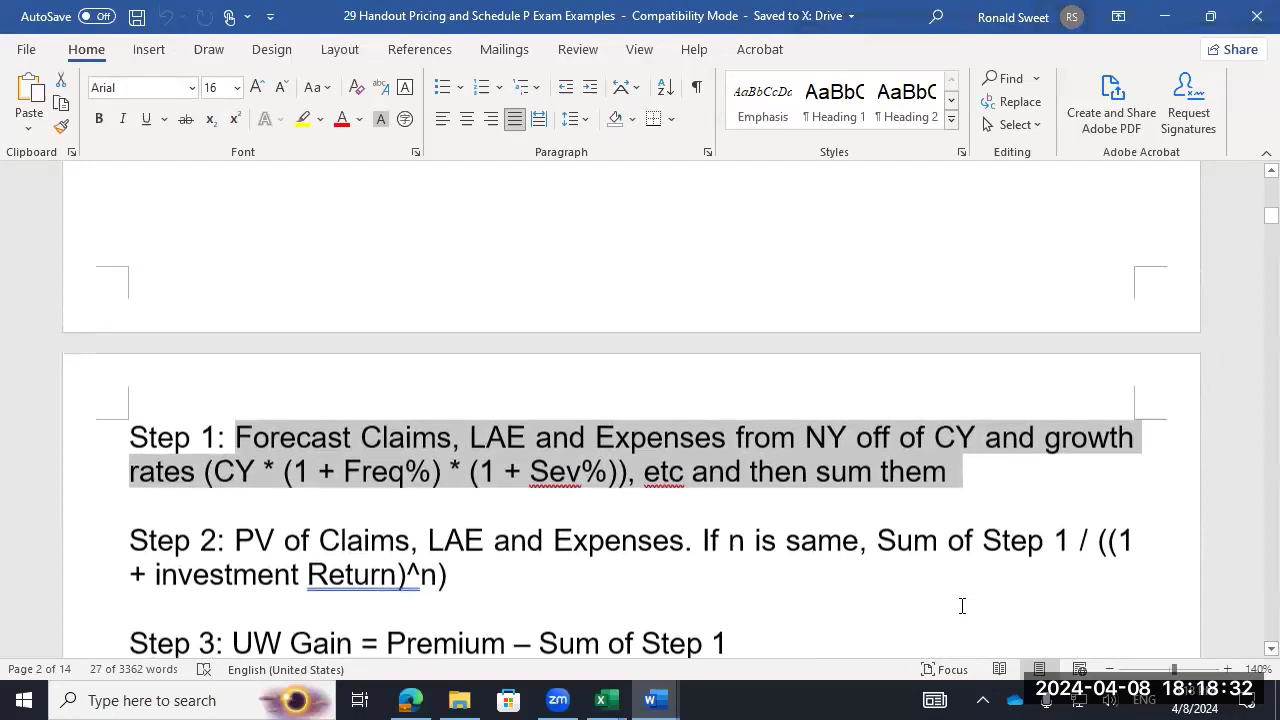 AutoSave Off 29 Handout Pricing and Schedule P Exam Examples - Compatibility Mode - Saved to X: Drive Ronald Sweet RS
File Home Insert Draw Design Layout References Mailings Review View Help Acrobat Share
Paste
Arial 16
Aa
B I U ab x₂ x² A A
AaBbCcDc AaBbC AaBbC
Emphasis ¶ Heading 1 ¶ Heading 2
Find
Replace
Select
Create and Share Adobe PDF
Request Signatures
Clipboard Font Paragraph Styles Editing Adobe Acrobat
Step 1: Forecast Claims, LAE and Expenses from NY off of CY and growth
rates (CY * (1 + Freq%) * (1 + Sev%)), etc and then sum them
Step 2: PV of Claims, LAE and Expenses. If n is same, Sum of Step 1 / ((1
+ investment Return)^n)
Step 3: UW Gain = Premium – Sum of Step 1
Page 2 of 14 27 of 3362 words English (United States) Focus 140%
Type here to search
2024-04-08 18:18:32
ENG
4/8/2024